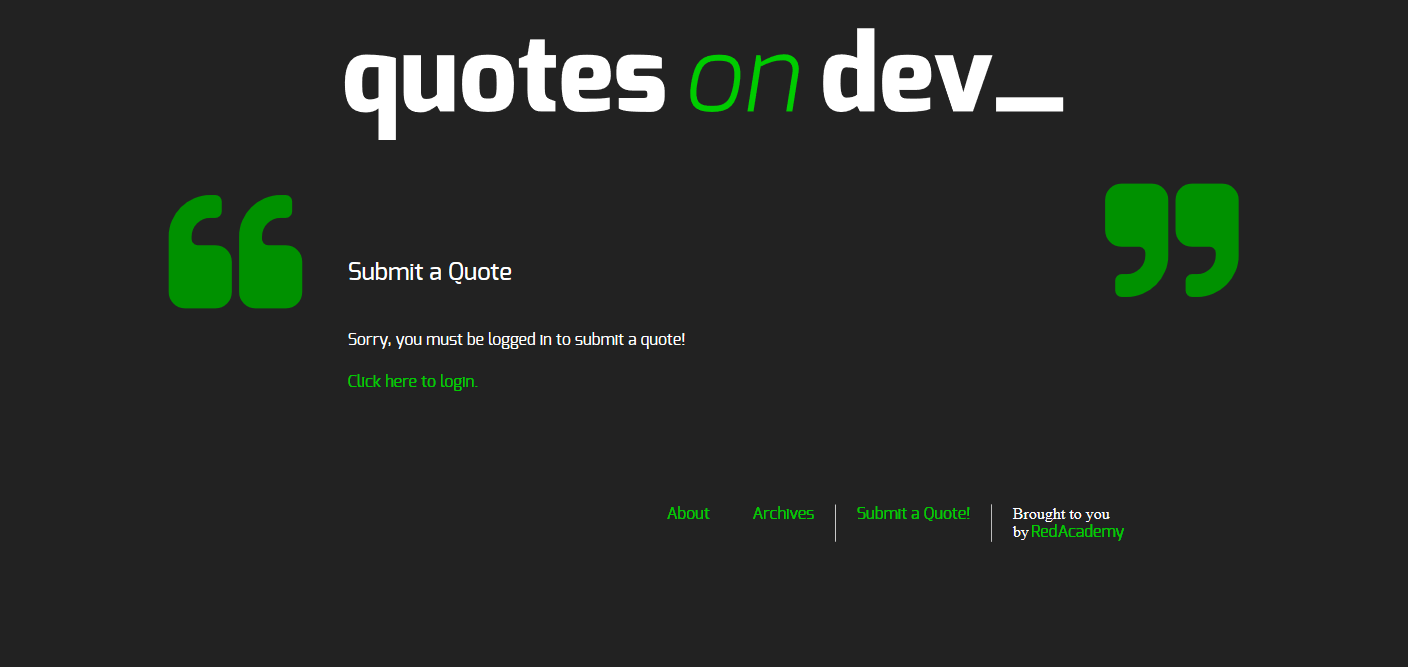 quotes on dev_
Submit a Quote
Sorry, you must be logged in to submit a quote!
Click here to login.
About Archives Submit a Quote! Brought to you
by RedAcademy